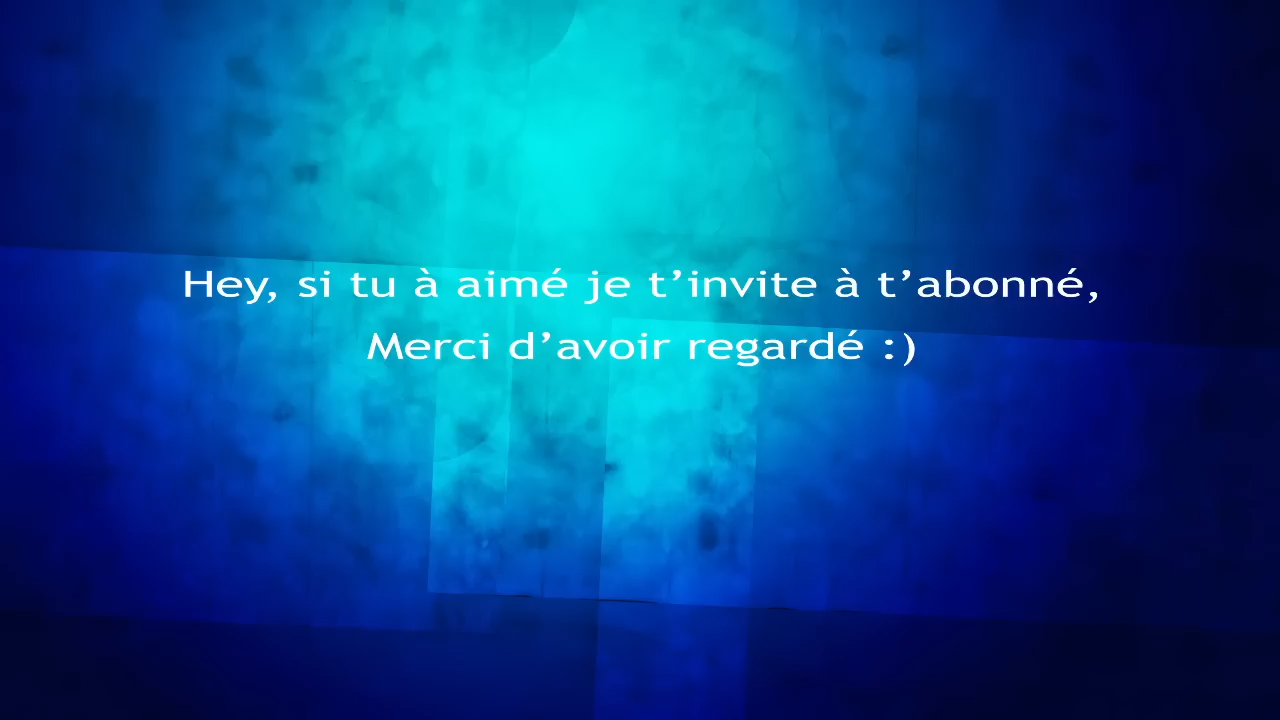 Hey, si tu à aimé je t’invite à t’abonné,
Merci d’avoir regardé :)